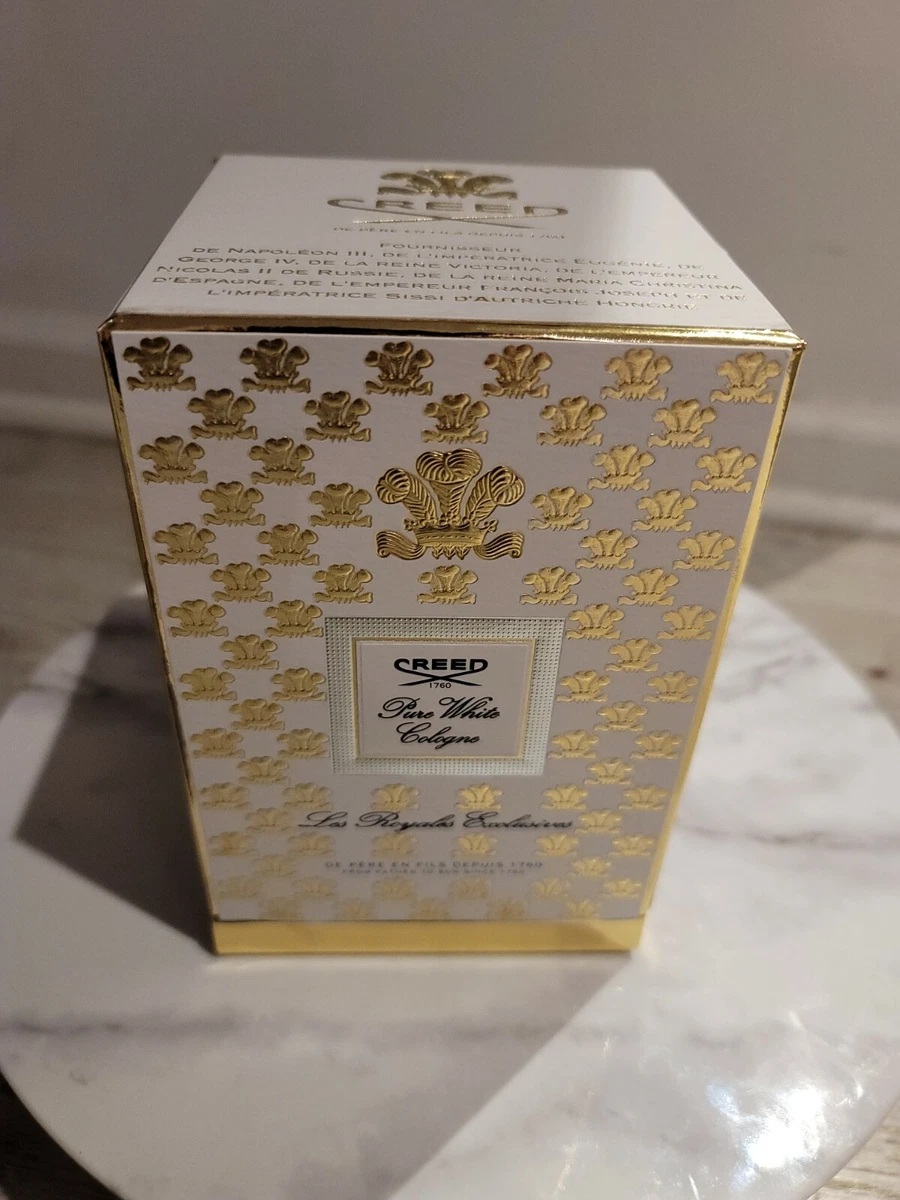 CREED
DE PÈRE EN FILS DEPUIS 1760
FOURNISSEUR
DE NAPOLÉON III, DE L'IMPÉRATRICE EUGÉNIE, DE
GEORGE IV, DE LA REINE VICTORIA, DE L'EMPEREUR
NICOLAS II DE RUSSIE, DE LA REINE MARIA CHRISTINA
D'ESPAGNE, DE L'EMPEREUR FRANÇOIS JOSEPH ET DE
L'IMPÉRATRICE SISSI D'AUTRICHE HONGRIE
CREED
1760
Pure White
Cologne
Les Royales Exclusives
DE PÈRE EN FILS DEPUIS 1760
FROM FATHER TO SON SINCE 1760